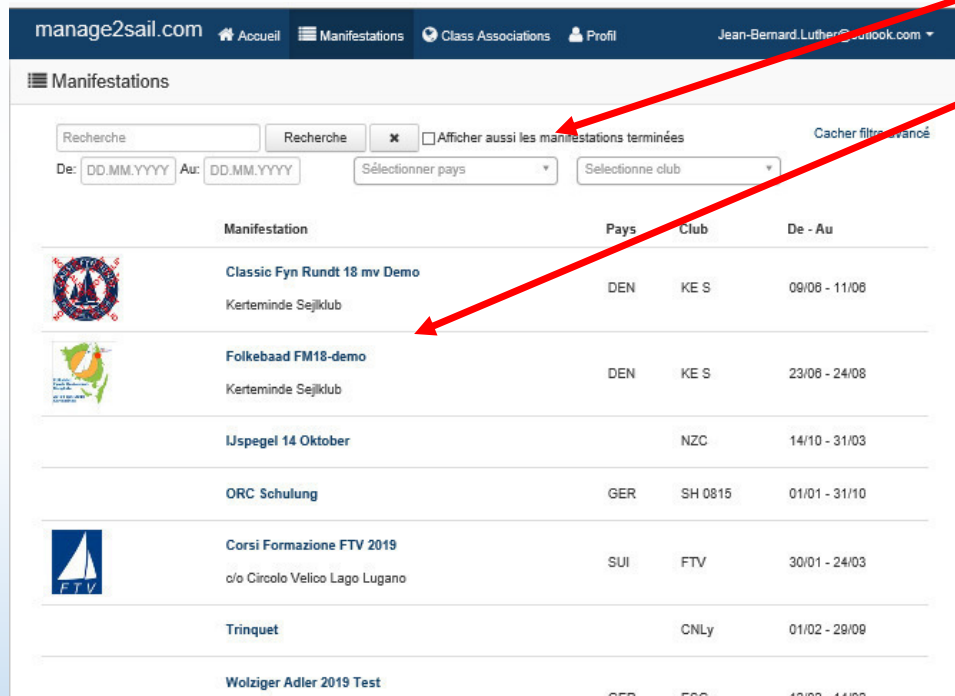 manage2sail.com Accueil Manifestations Class Associations Profil Jean-Bernard.Luther@outlook.com
Manifestations
Recherche Recherche × Afficher aussi les manifestations terminées Cacher filtre avancé
De: DD.MM.YYYY Au: DD.MM.YYYY Sélectionner pays Selectionne club
Manifestation Pays Club De - Au
Classic Fyn Rundt 18 mv Demo
Kerteminde Sejlklub
DEN KE S 09/06 - 11/06
Folkebaad FM18-demo
Kerteminde Sejlklub
DEN KE S 23/06 - 24/08
IJspegel 14 Oktober NZC 14/10 - 31/03
ORC Schulung GER SH 0815 01/01 - 31/10
FTV
Corsi Formazione FTV 2019
c/o Circolo Velico Lago Lugano
SUI FTV 30/01 - 24/03
Trinquet CNLy 01/02 - 29/09
Wolziger Adler 2019 Test